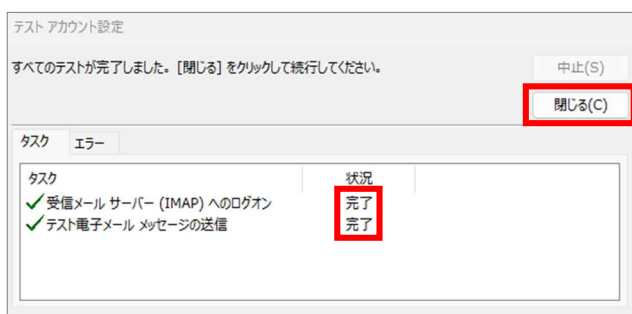 テスト アカウント設定
すべてのテストが完了しました。[閉じる] をクリックして続行してください。
中止(S)
閉じる(C)
タスク エラー
タスク 状況
受信メール サーバー (IMAP) へのログオン 完了
テスト電子メール メッセージの送信 完了